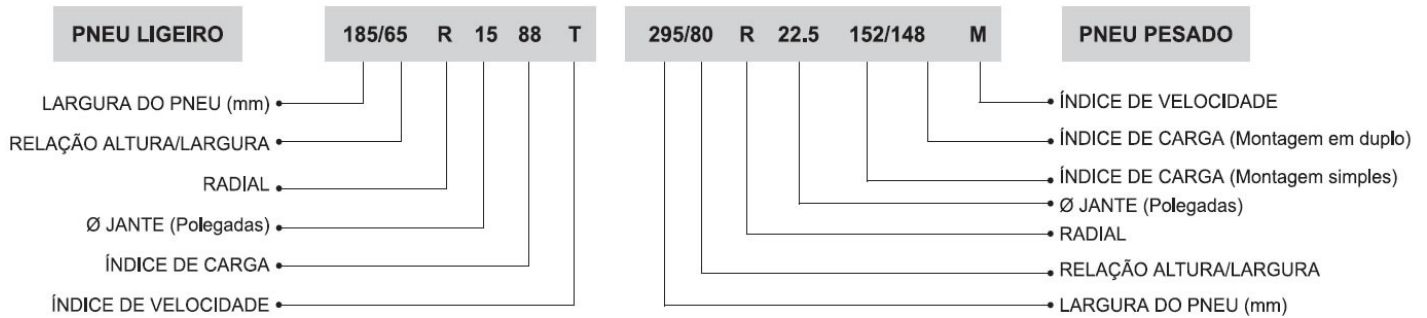 PNEU LIGEIRO
185/65 R 15 88 T
295/80 R 22.5 152/148 M
PNEU PESADO
LARGURA DO PNEU (mm)
RELAÇÃO ALTURA/LARGURA
RADIAL
Ø JANTE (Polegadas)
ÍNDICE DE CARGA
ÍNDICE DE VELOCIDADE
ÍNDICE DE VELOCIDADE
ÍNDICE DE CARGA (Montagem em duplo)
ÍNDICE DE CARGA (Montagem simples)
Ø JANTE (Polegadas)
RADIAL
RELAÇÃO ALTURA/LARGURA
LARGURA DO PNEU (mm)